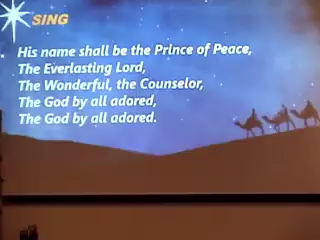 SING
His name shall be the Prince of Peace,
The Everlasting Lord,
The Wonderful, the Counselor,
The God by all adored,
The God by all adored.